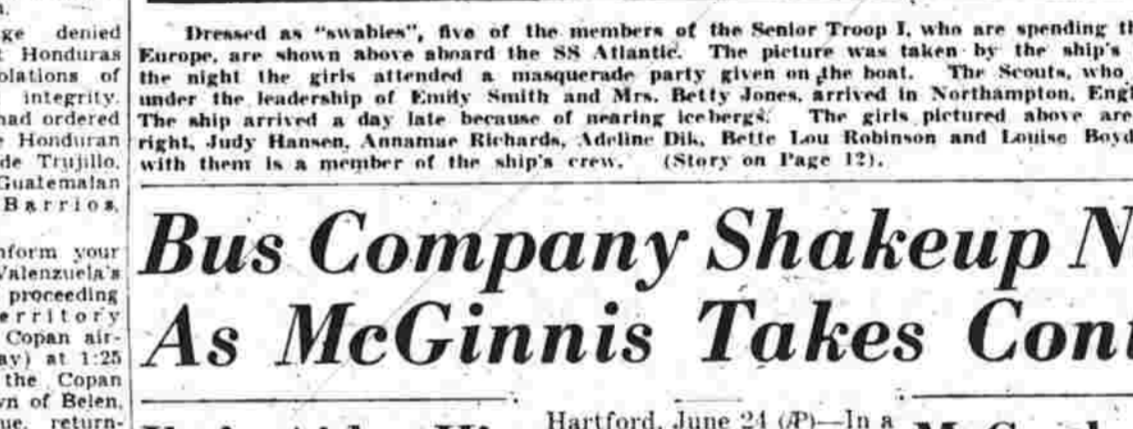 ge denied
Honduras
olations of
integrity.
had ordered
Honduran
de Trujillo,
Guatemalan
Barrios,
nform your
Valenzuela's
proceeding
erritory
Copan air-
ay) at 1:25
the Copan
wn of Belen,
ue, return-
Dressed as "swables", five of the members of the Senior Troop I, who are spending th
Europe, are shown above aboard the SS Atlantic. The picture was taken by the ship's
the night the girls attended a masquerade party given on the boat. The Scouts, who
under the leadership of Emily Smith and Mrs. Betty Jones, arrived in Northampton, Engl
The ship arrived a day late because of nearing icebergs. The girls pictured above are
right, Judy Hansen, Annamae Richards, Adeline Dik, Bette Lou Robinson and Louise Boyd
with them is a member of the ship's crew. (Story on Page 12).
Bus Company Shakeup N
As McGinnis Takes Cont
Hartford, June 24 (AP)—In a